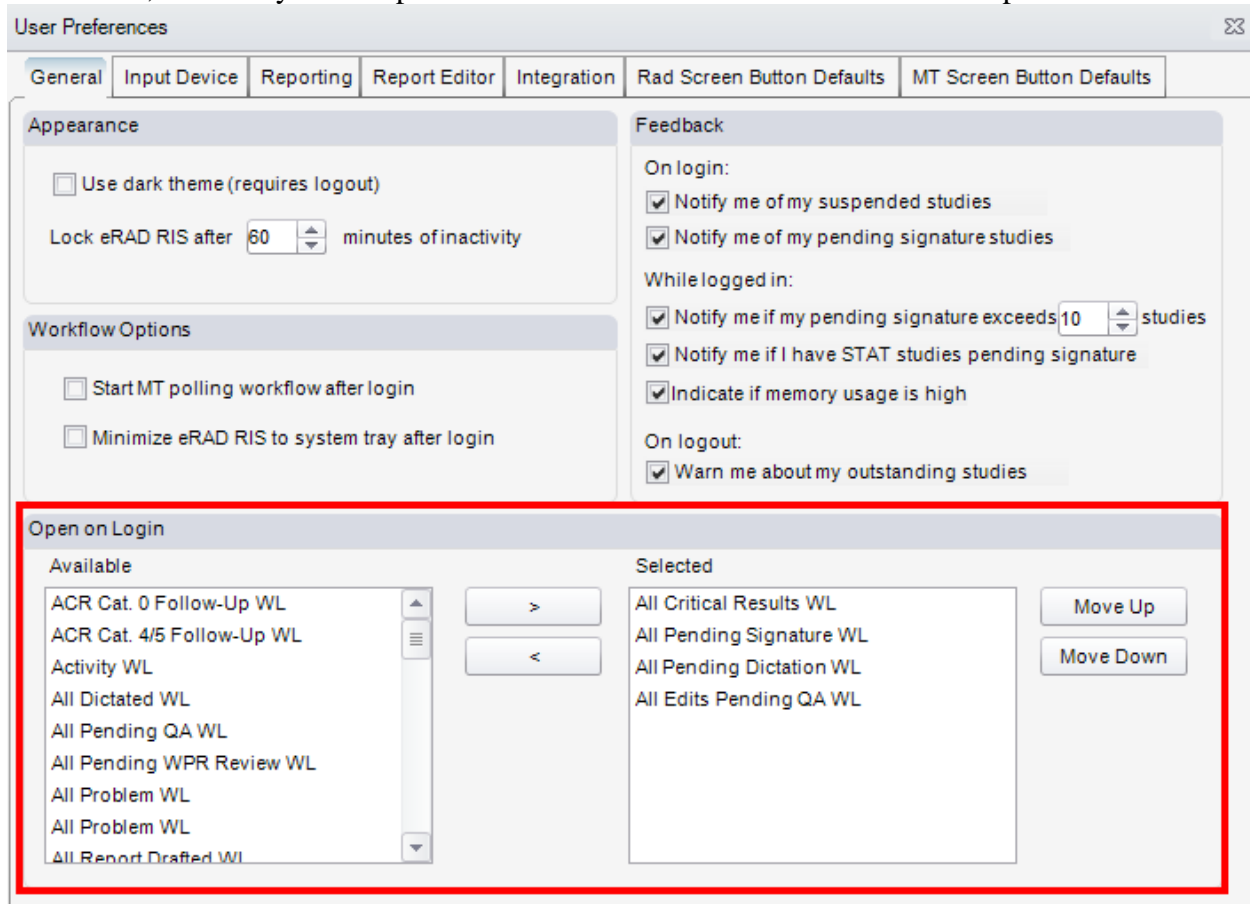 User Preferences
General Input Device Reporting Report Editor Integration Rad Screen Button Defaults MT Screen Button Defaults
Appearance
Use dark theme (requires logout)
Lock eRAD RIS after 60 minutes of inactivity
Workflow Options
Start MT polling workflow after login
Minimize eRAD RIS to system tray after login
Feedback
On login:
Notify me of my suspended studies
Notify me of my pending signature studies
While logged in:
Notify me if my pending signature exceeds 10 studies
Notify me if I have STAT studies pending signature
Indicate if memory usage is high
On logout:
Warn me about my outstanding studies
Open on Login
Available
ACR Cat. 0 Follow-Up WL
ACR Cat. 4/5 Follow-Up WL
Activity WL
All Dictated WL
All Pending QA WL
All Pending WPR Review WL
All Problem WL
All Problem WL
All Report Drafted WL
>
<
Selected
All Critical Results WL
All Pending Signature WL
All Pending Dictation WL
All Edits Pending QA WL
Move Up
Move Down